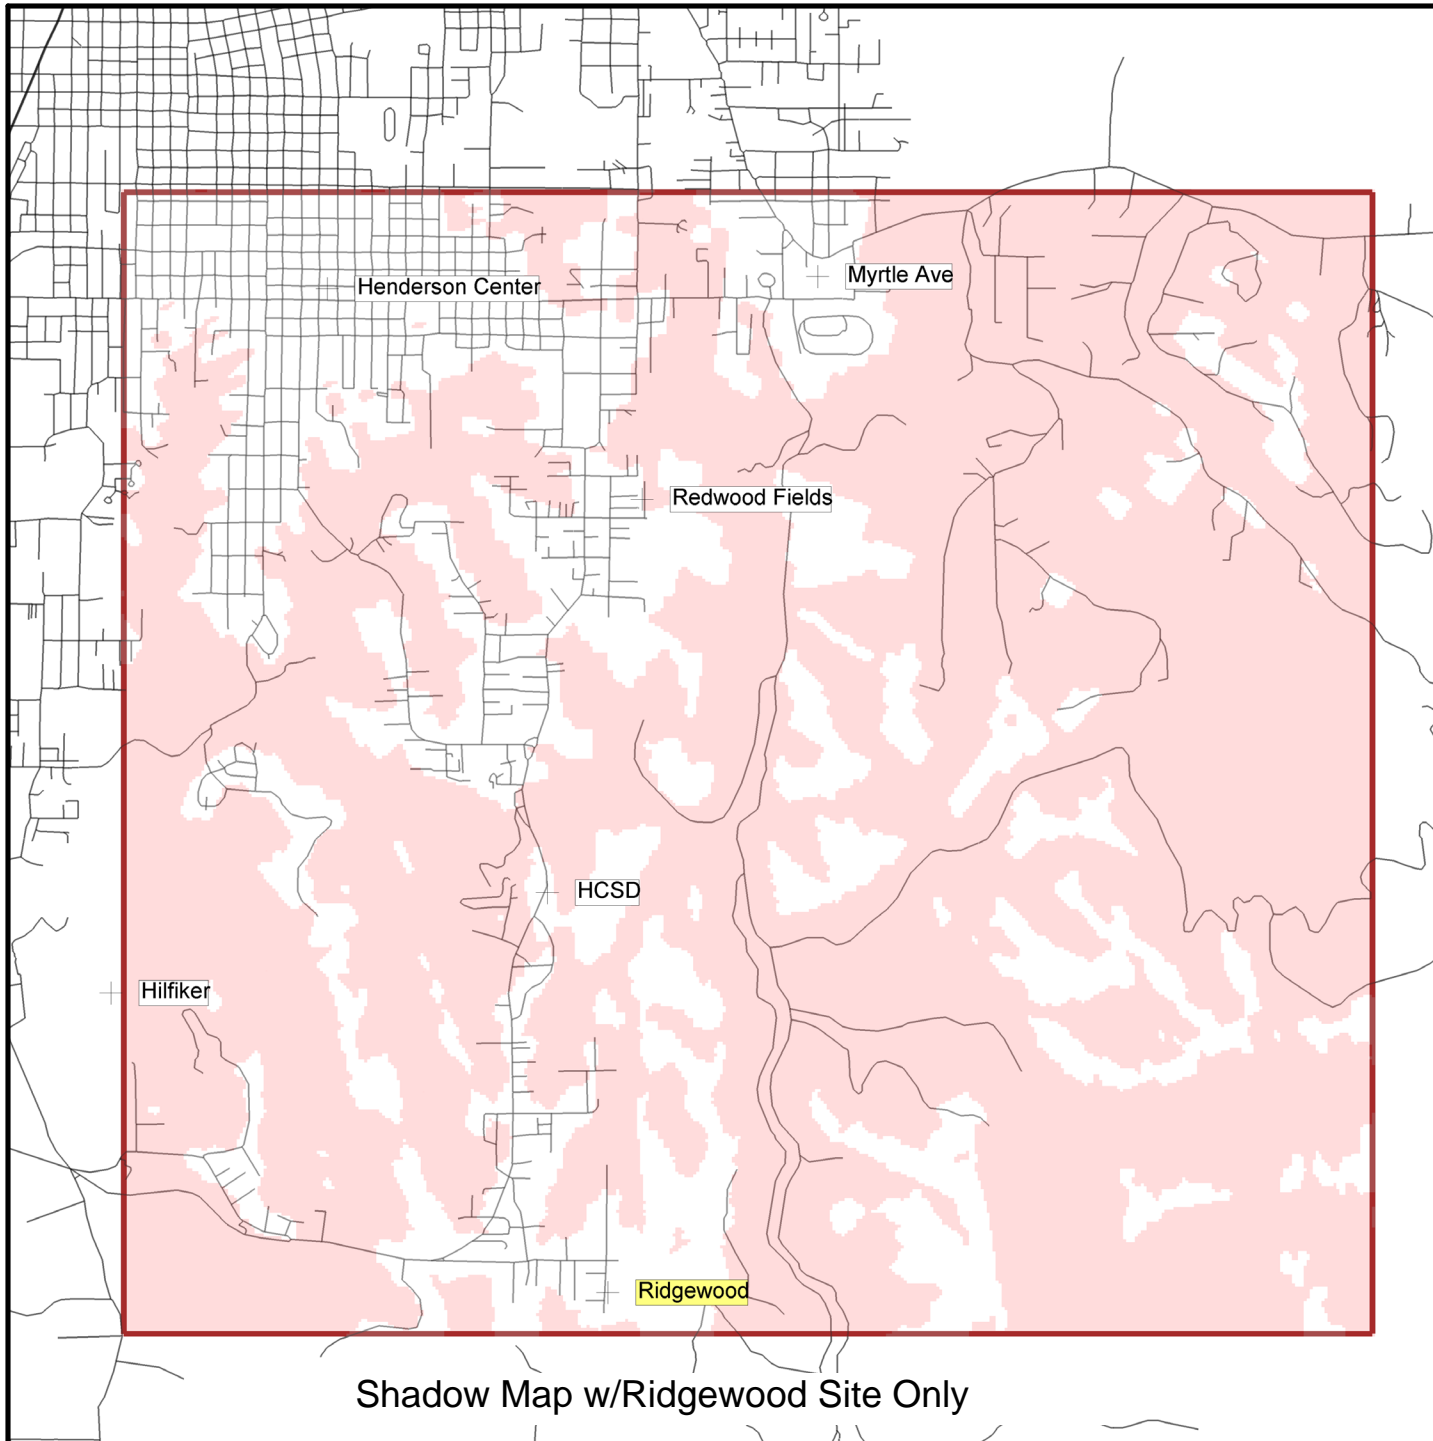 Myrtle Ave
Henderson Center
Redwood Fields
HCSD
Hilfiker
Ridgewood
Shadow Map w/Ridgewood Site Only